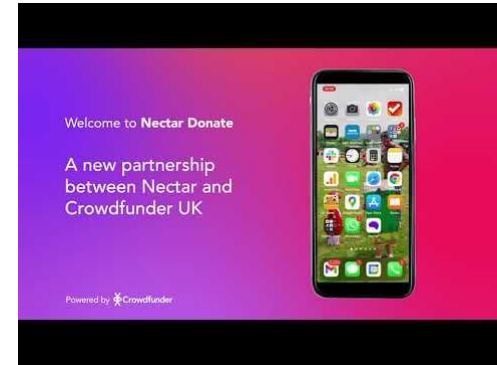 Welcome to Nectar Donate
A new partnership
between Nectar and
Crowdfunder UK
Powered by Crowdfunder